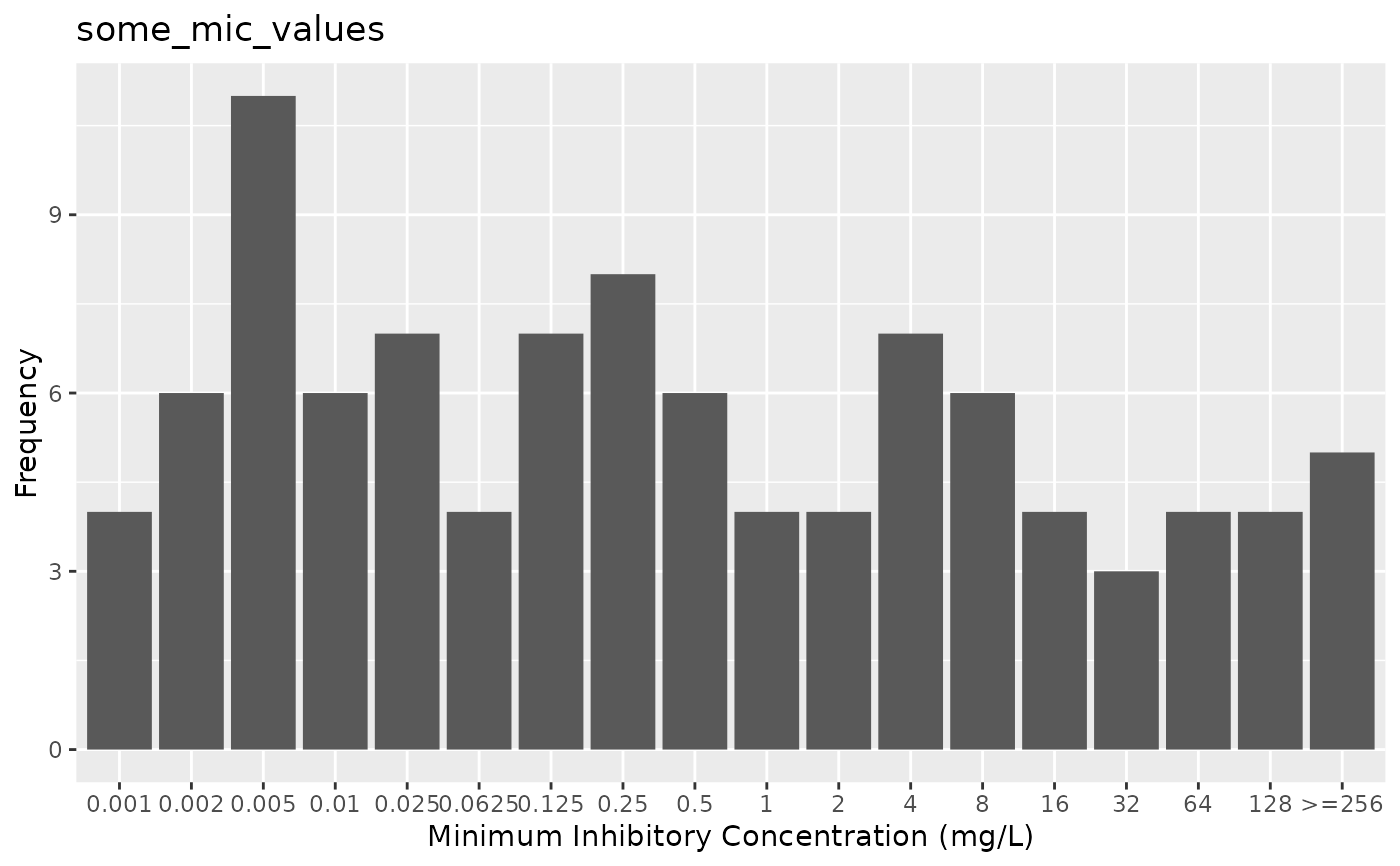 some_mic_values
Frequency
9
6
3
0
0.001 0.002 0.005 0.01 0.025 0.0625 0.125 0.25 0.5 1 2 4 8 16 32 64 128 >=256
Minimum Inhibitory Concentration (mg/L)